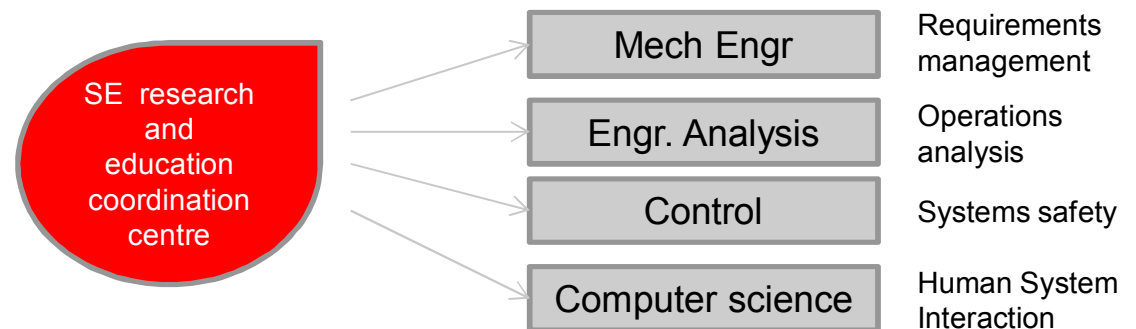 SE research
and
education
coordination
centre
Mech Engr
Requirements
management
Engr. Analysis
Operations
analysis
Control
Systems safety
Computer science
Human System
Interaction